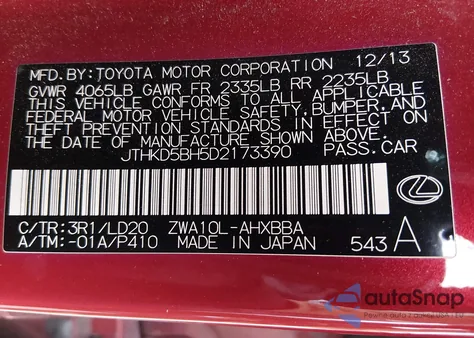 MFD.BY:TOYOTA MOTOR CORPORATION 12/13
GVWR 4065LB GAWR FR 2335LB RR 2235LB
THIS VEHICLE CONFORMS TO ALL APPLICABLE
FEDERAL MOTOR VEHICLE SAFETY, BUMPER, AND
THEFT PREVENTION STANDARDS IN EFFECT ON
THE DATE OF MANUFACTURE SHOWN ABOVE.
JTHKD5BH5D2173390 PASS.CAR
C/TR:3R1/LD20 ZWA10L-AHXBBA
A/TM:-01A/P410 MADE IN JAPAN 543 A
autaSnap